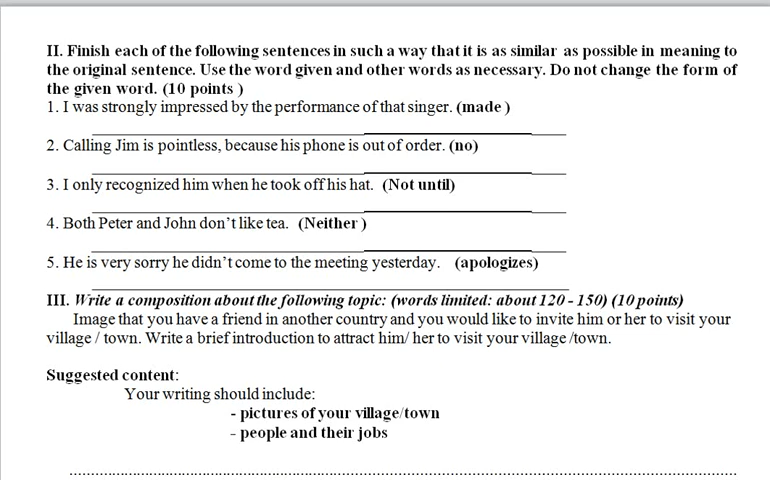 II. Finish each of the following sentences in such a way that it is as similar as possible in meaning to
the original sentence. Use the word given and other words as necessary. Do not change the form of
the given word. (10 points )
1. I was strongly impressed by the performance of that singer. (made )
2. Calling Jim is pointless, because his phone is out of order. (no)
3. I only recognized him when he took off his hat. (Not until)
4. Both Peter and John don’t like tea. (Neither )
5. He is very sorry he didn’t come to the meeting yesterday. (apologizes)
III. Write a composition about the following topic: (words limited: about 120 - 150) (10 points)
Image that you have a friend in another country and you would like to invite him or her to visit your
village / town. Write a brief introduction to attract him/ her to visit your village /town.
Suggested content:
Your writing should include:
- pictures of your village/town
- people and their jobs